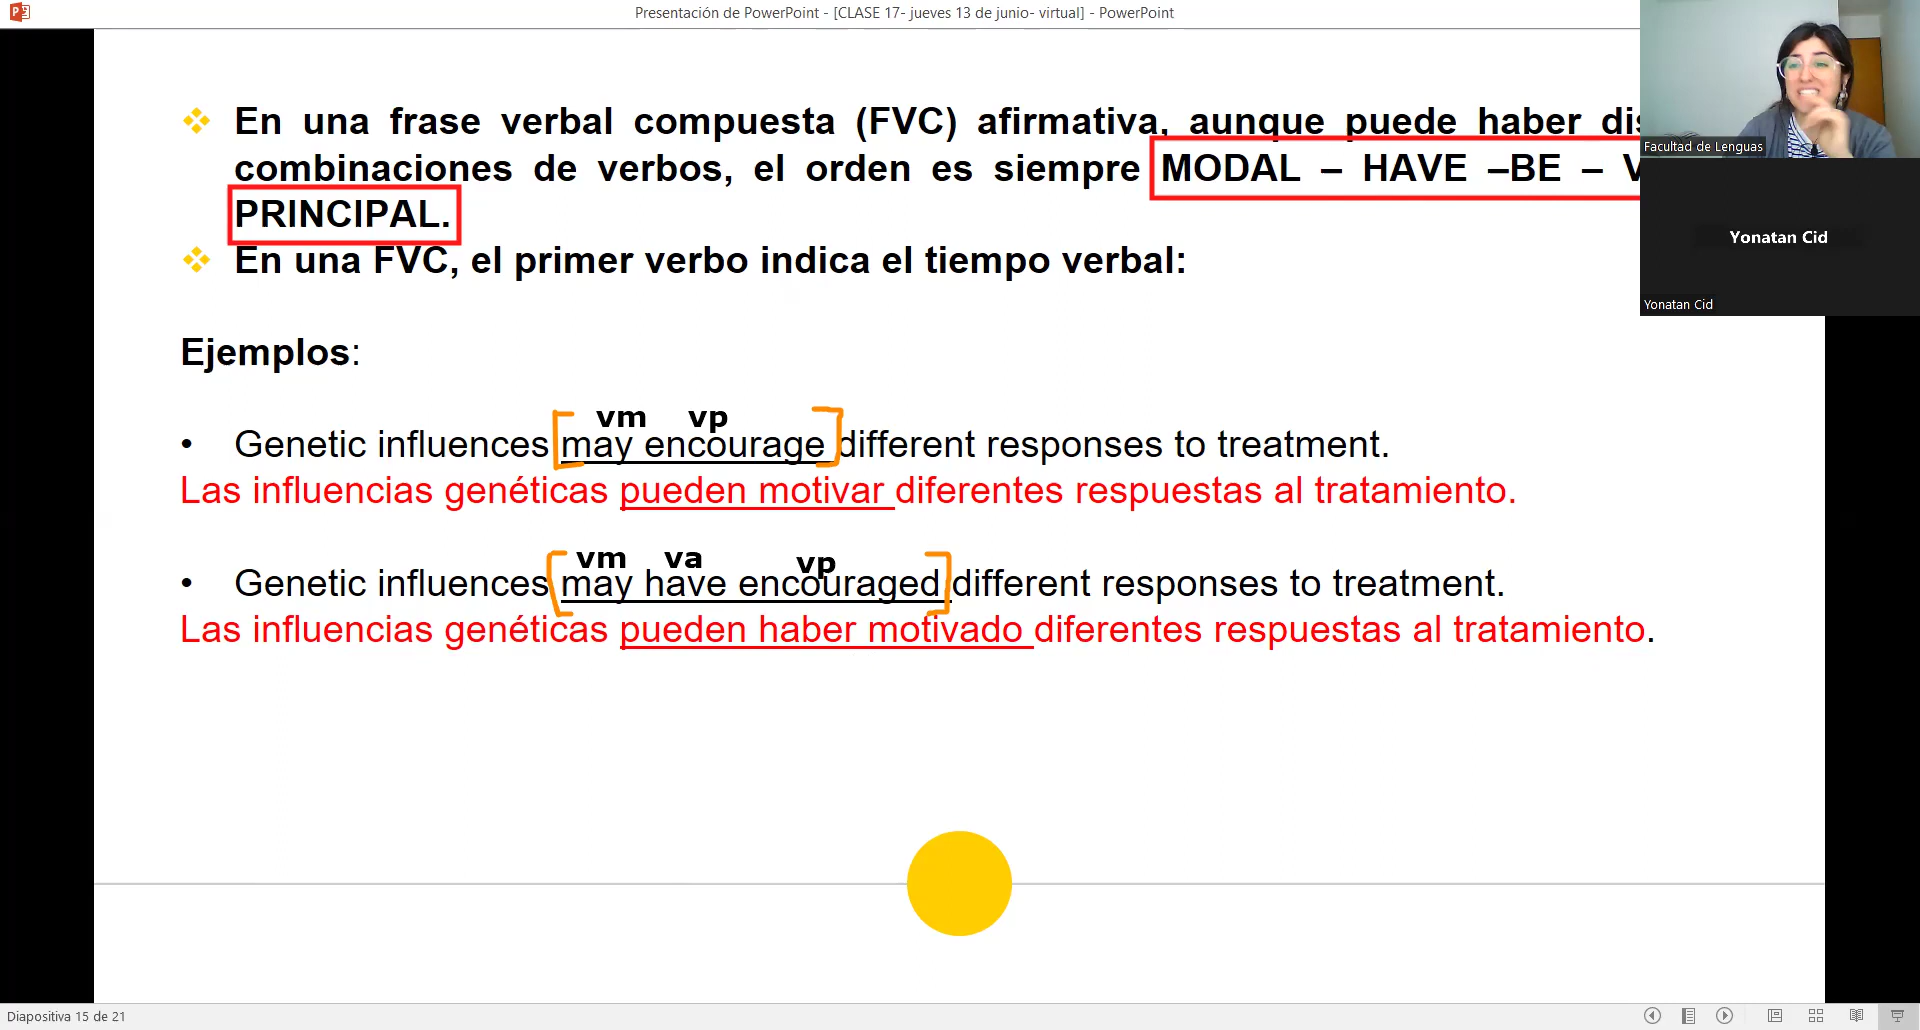 Presentación de PowerPoint - [CLASE 17- jueves 13 de junio- virtual] - PowerPoint
❖ En una frase verbal compuesta (FVC) afirmativa, aunque puede haber
combinaciones de verbos, el orden es siempre MODAL – HAVE –BE –
PRINCIPAL.
❖ En una FVC, el primer verbo indica el tiempo verbal:
Ejemplos:
vm vp
• Genetic influences may encourage different responses to treatment.
Las influencias genéticas pueden motivar diferentes respuestas al tratamiento.
vm va vp
• Genetic influences may have encouraged different responses to treatment.
Las influencias genéticas pueden haber motivado diferentes respuestas al tratamiento.
Facultad de Lenguas
Yonatan Cid
Yonatan Cid
Diapositiva 15 de 21